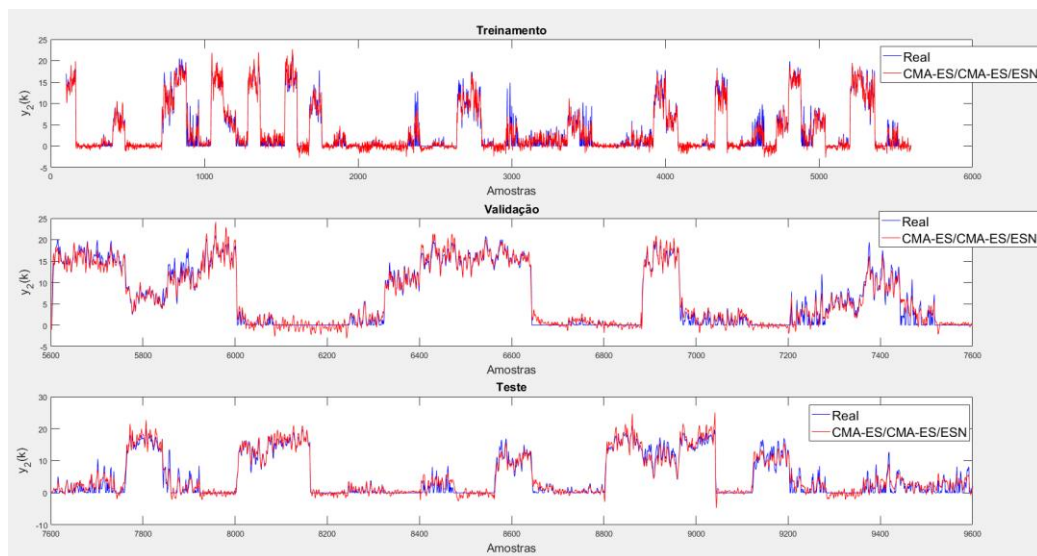 Treinamento
Real
CMA-ES/CMA-ES/ESN
y2(k)
25
20
15
10
5
0
-5
0 1000 2000 3000 4000 5000 6000
Amostras
Validação
Real
CMA-ES/CMA-ES/ESN
y2(k)
25
20
15
10
5
0
-5
5600 5800 6000 6200 6400 6600 6800 7000 7200 7400 7600
Amostras
Teste
Real
CMA-ES/CMA-ES/ESN
y2(k)
30
20
10
0
-10
7600 7800 8000 8200 8400 8600 8800 9000 9200 9400 9600
Amostras